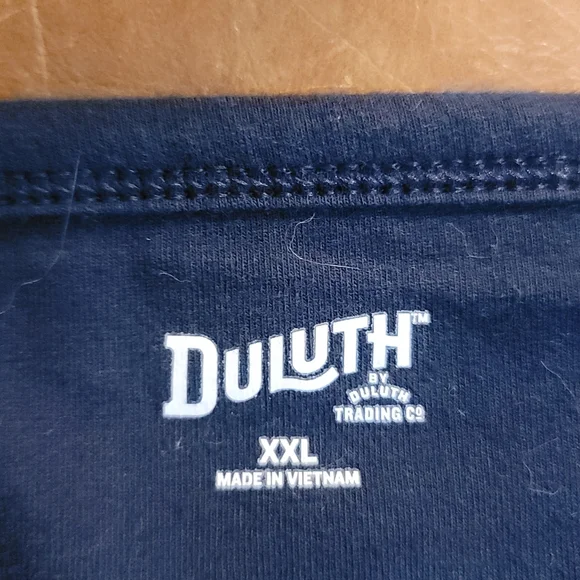 DULUTH™
BY
DULUTH
TRADING Cº
XXL
MADE IN VIETNAM